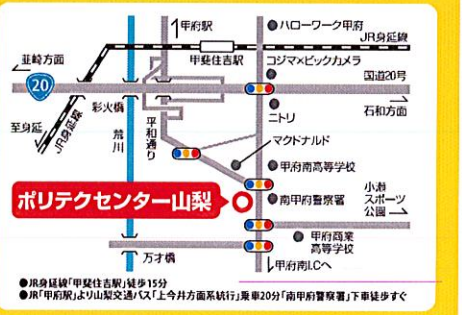 ↑甲府駅
●ハローワーク甲府
JR身延線
←韮崎方面
甲斐住吉駅
コジマ×ビックカメラ
国道20号
20
彩火橋
ニトリ
石和方面→
至身延
JR身延線
荒川
平和通り
マクドナルド
●甲府南高等学校
ポリテクセンター山梨
●南甲府警察署
小瀬
スポーツ
公園→
●甲府商業
高等学校
万才橋
↓甲府南I.Cへ
●JR身延線「甲斐住吉駅」徒歩15分
●JR「甲府駅」より山梨交通バス「上今井方面系統行」乗車20分「南甲府警察署」下車徒歩すぐ